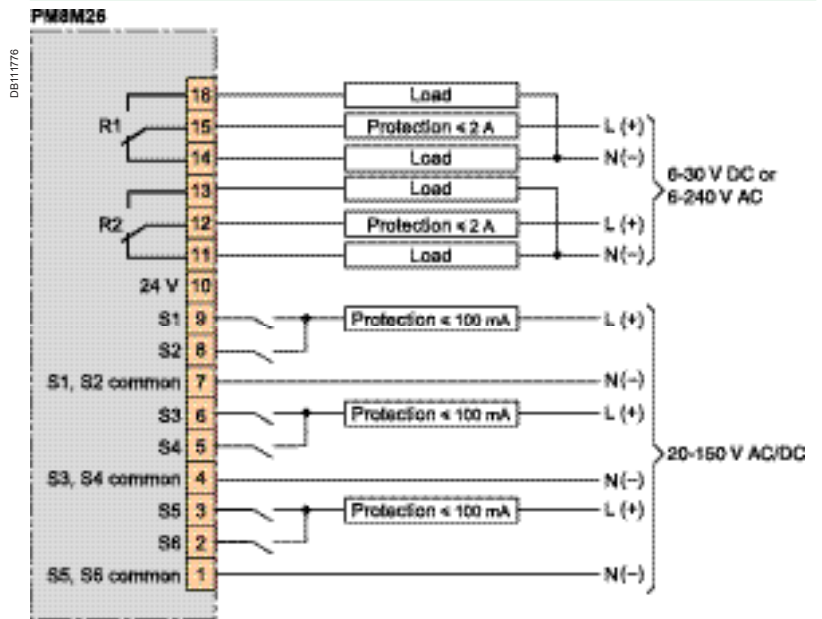 PM8M26
DB111776
16 Load
R1 15 Protection < 2 A L (+)
14 Load N(–)
13 Load
R2 12 Protection < 2 A L (+)
11 Load N(–)
6-30 V DC or
6-240 V AC
24 V 10
S1 9 Protection < 100 mA L (+)
S2 8
S1, S2 common 7 N(–)
S3 6 Protection < 100 mA L (+)
S4 5
S3, S4 common 4 N(–)
S5 3 Protection < 100 mA L (+)
S6 2
S5, S6 common 1 N(–)
20-150 V AC/DC